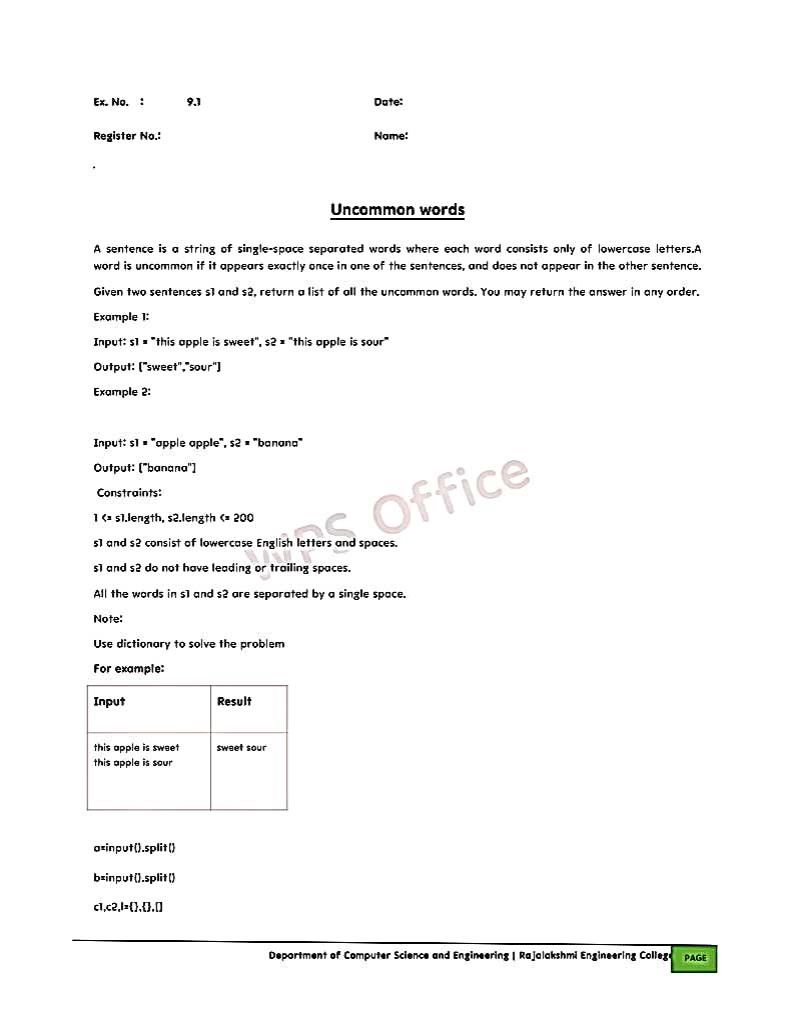 Ex. No. : 9.1 Date:
Register No.: Name:
.
Uncommon words
A sentence is a string of single-space separated words where each word consists only of lowercase letters.A
word is uncommon if it appears exactly once in one of the sentences, and does not appear in the other sentence.
Given two sentences s1 and s2, return a list of all the uncommon words. You may return the answer in any order.
Example 1:
Input: s1 = "this apple is sweet", s2 = "this apple is sour"
Output: ["sweet","sour"]
Example 2:
Input: s1 = "apple apple", s2 = "banana"
Output: ["banana"]
Constraints:
1 <= s1.length, s2.length <= 200
s1 and s2 consist of lowercase English letters and spaces.
s1 and s2 do not have leading or trailing spaces.
All the words in s1 and s2 are separated by a single space.
Note:
Use dictionary to solve the problem
For example:
Input Result
this apple is sweet sweet sour
this apple is sour
a=input().split()
b=input().split()
c1,c2,l={},{},[]
Department of Computer Science and Engineering | Rajalakshmi Engineering College
PAGE
WPS Office